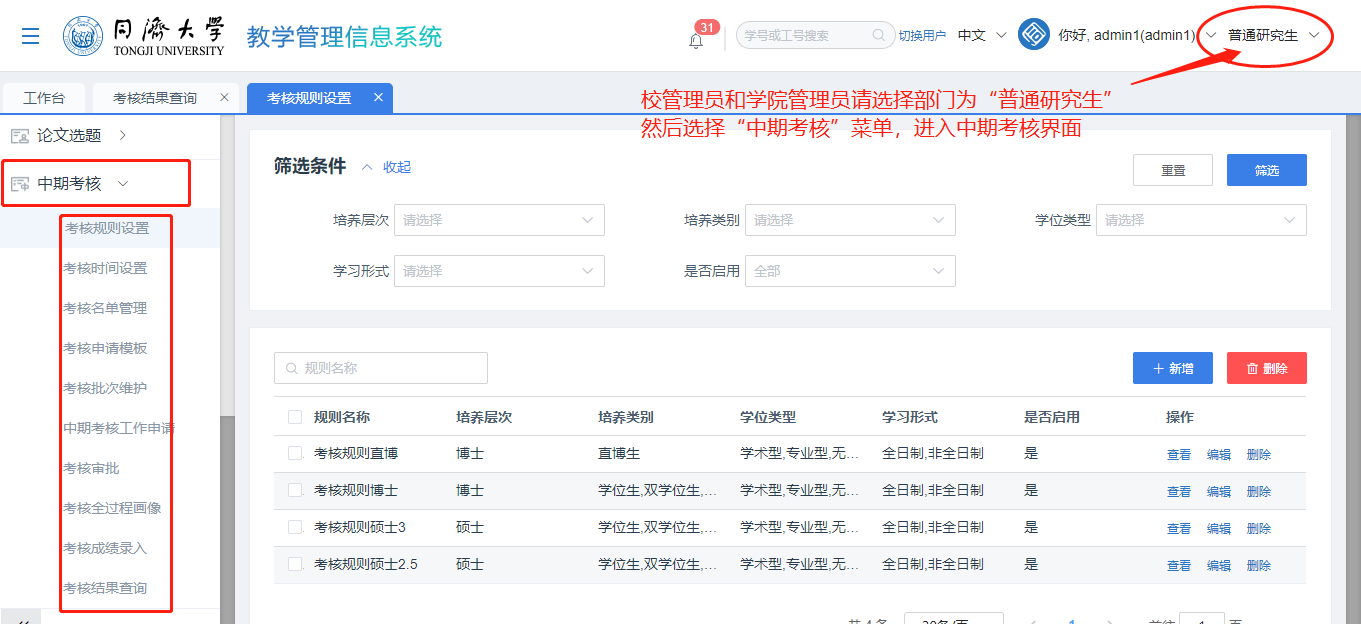 同濟大學
TONGJI UNIVERSITY
教学管理信息系统
31
学号或工号搜索
切换用户
中文
你好, admin1(admin1)
普通研究生
工作台
考核结果查询 ×
考核规则设置 ×
校管理员和学院管理员请选择部门为“普通研究生”
然后选择“中期考核”菜单，进入中期考核界面
论文选题
中期考核
考核规则设置
考核时间设置
考核名单管理
考核申请模板
考核批次维护
中期考核工作申请
考核审批
考核全过程画像
考核成绩录入
考核结果查询
筛选条件 收起
重置 筛选
培养层次 请选择 培养类别 请选择 学位类型 请选择
学习形式 请选择 是否启用 全部
规则名称
+ 新增 删除
规则名称 培养层次 培养类别 学位类型 学习形式 是否启用 操作
考核规则直博 博士 直博生 学术型,专业型,无... 全日制,非全日制 是 查看 编辑 删除
考核规则博士 博士 学位生,双学位生,... 学术型,专业型,无... 全日制,非全日制 是 查看 编辑 删除
考核规则硕士3 硕士 学位生,双学位生,... 学术型,专业型,无... 全日制,非全日制 是 查看 编辑 删除
考核规则硕士2.5 硕士 学位生,双学位生,... 学术型,专业型,无... 全日制,非全日制 是 查看 编辑 删除
共 4 条 20条/页 1 前往 1 页